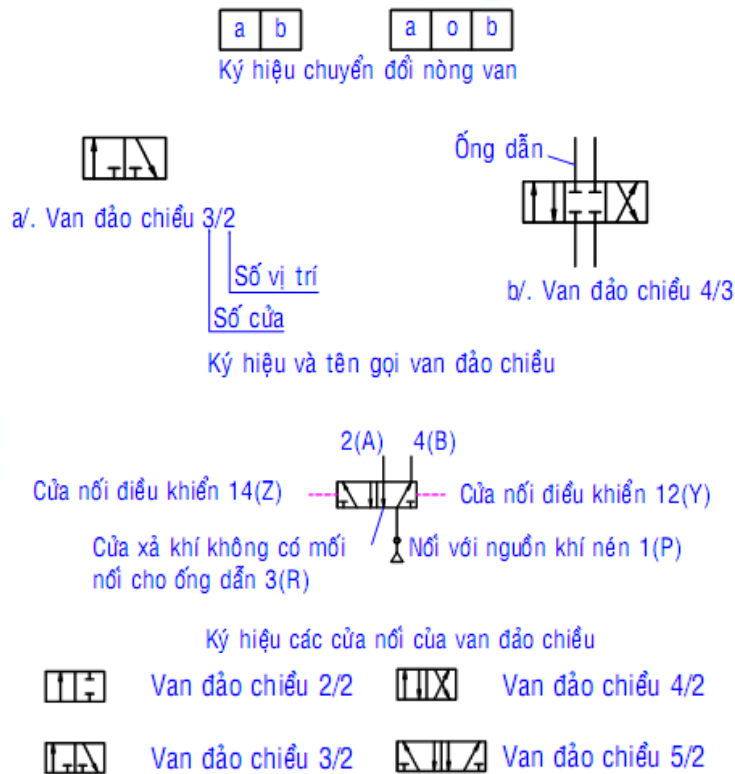 a b a o b
Ký hiệu chuyển đổi nòng van
Ống dẫn
a/. Van đảo chiều 3/2
Số vị trí
b/. Van đảo chiều 4/3
Số cửa
Ký hiệu và tên gọi van đảo chiều
2(A) 4(B)
Cửa nối điều khiển 14(Z) Cửa nối điều khiển 12(Y)
Cửa xả khí không có mối Nối với nguồn khí nén 1(P)
nối cho ống dẫn 3(R)
Ký hiệu các cửa nối của van đảo chiều
Van đảo chiều 2/2 Van đảo chiều 4/2
Van đảo chiều 3/2 Van đảo chiều 5/2